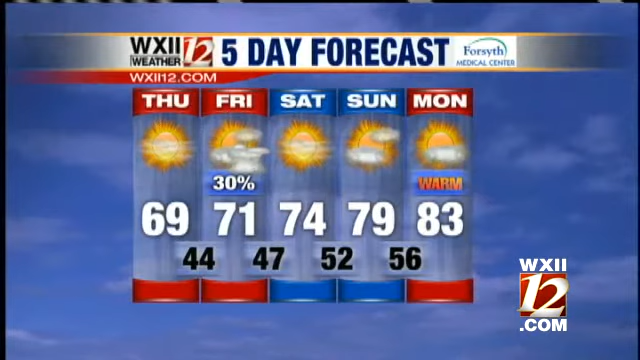 WXII 12
WEATHER
5 DAY FORECAST
Forsyth
MEDICAL CENTER
WXII12.COM
THU FRI SAT SUN MON
30% WARM
69 71 74 79 83
44 47 52 56
WXII
12
.COM